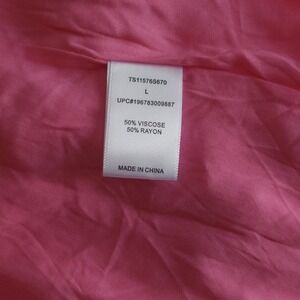 TS11576S670
L
UPC#196783009887
50% VISCOSE
50% RAYON
MADE IN CHINA